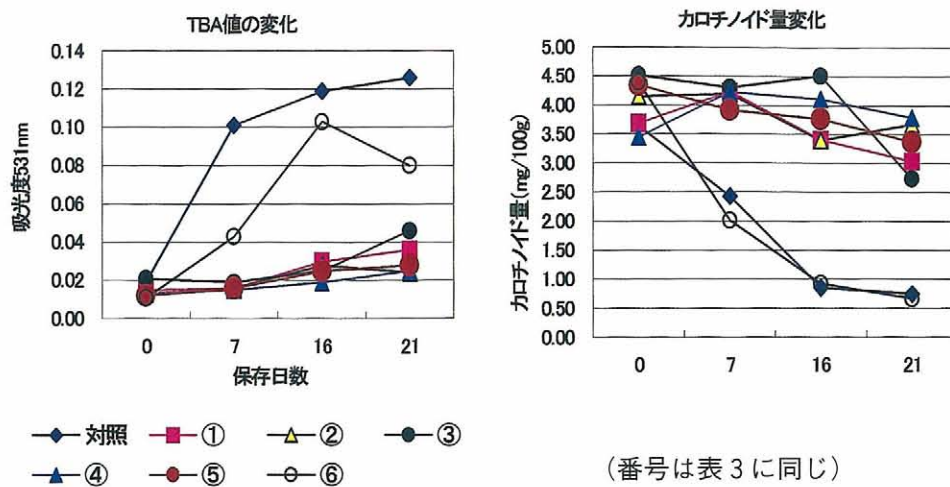 TBA値の変化
0.14
0.12
0.10
0.08
0.06
0.04
0.02
0.00
吸光度531nm
0 7 16 21
保存日数
カロチノイド量変化
5.00
4.50
4.00
3.50
3.00
2.50
2.00
1.50
1.00
0.50
0.00
カロチノイド量(mg/100g)
0 7 16 21
対照 ① ② ③
④ ⑤ ⑥
(番号は表3に同じ)